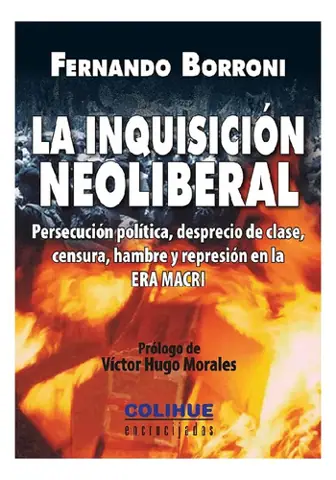 FERNANDO BORRONI
LA INQUISICIÓN
NEOLIBERAL
Persecución política, desprecio de clase,
censura, hambre y represión en la
ERA MACRI
Prólogo de
Víctor Hugo Morales
COLIHUE
encrucijadas